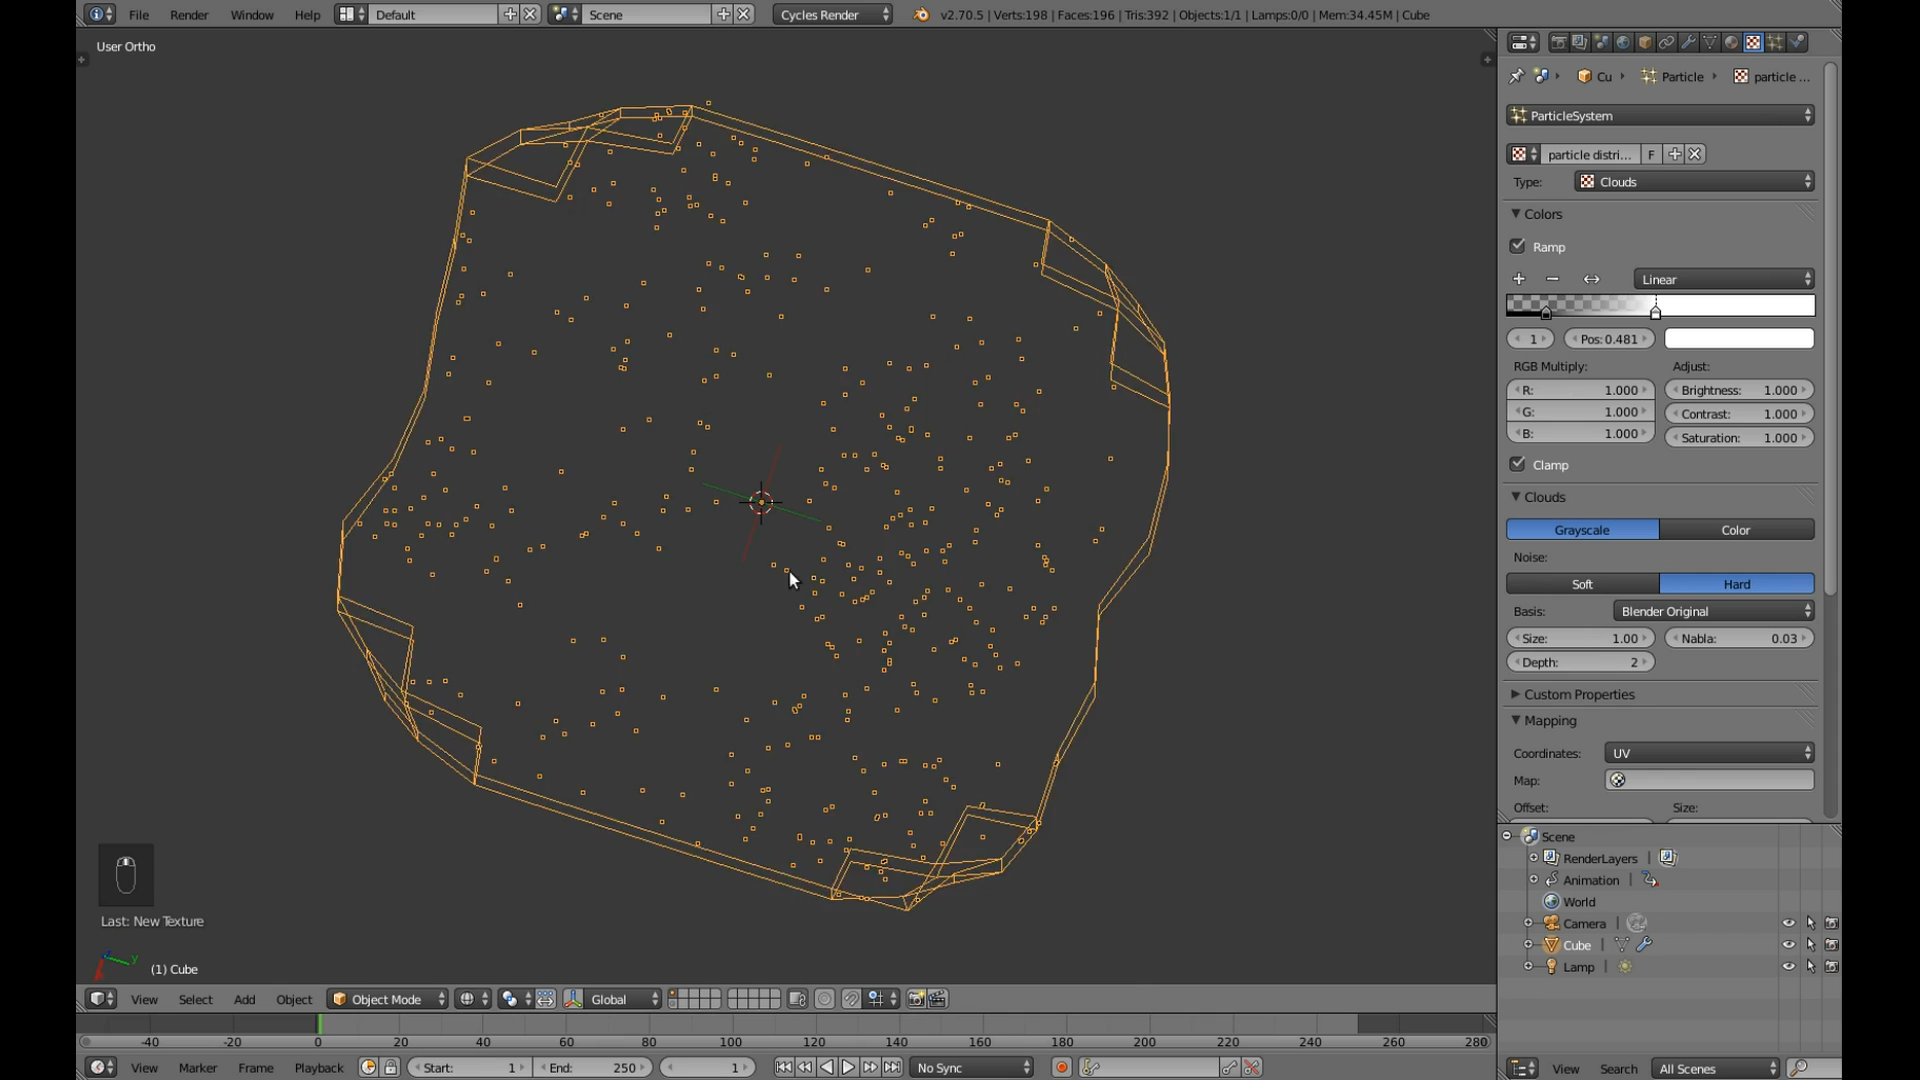 File Render Window Help Default Scene Cycles Render v2.70.5 | Verts:198 | Faces:196 | Tris:392 | Objects:1/1 | Lamps:0/0 | Mem:34.45M | Cube
User Ortho
Cu Particle particle ...
ParticleSystem
particle distri... F
Type: Clouds
Colors
Ramp
Linear
1 Pos: 0.481
RGB Multiply: Adjust:
R: 1.000 Brightness: 1.000
G: 1.000 Contrast: 1.000
B: 1.000 Saturation: 1.000
Clamp
Clouds
Grayscale Color
Noise:
Soft Hard
Basis: Blender Original
Size: 1.00 Nabla: 0.03
Depth: 2
Custom Properties
Mapping
Coordinates: UV
Map:
Offset: Size:
Scene
RenderLayers
Animation
World
Camera
Cube
Lamp
Last: New Texture
y
(1) Cube
View Select Add Object Object Mode Global
-40 -20 0 20 40 60 80 100 120 140 160 180 200 220 240 260 280
View Marker Frame Playback Start: 1 End: 250 1 No Sync
View Search All Scenes